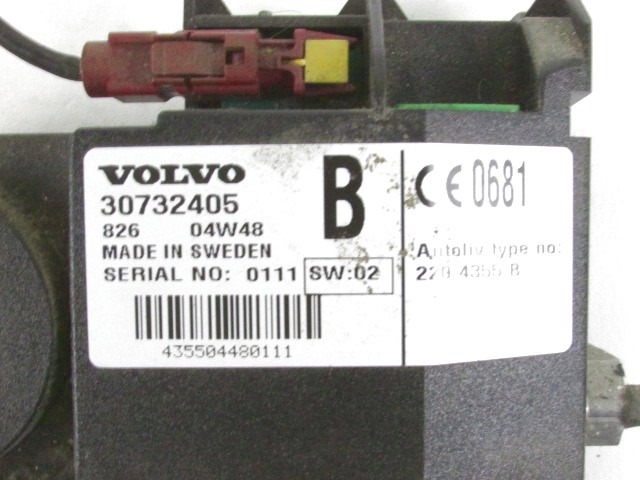 VOLVO
30732405
826 04W48
MADE IN SWEDEN
SERIAL NO: 0111 SW:02
435504480111
B
CE 0681
Autoliv type no:
4355 B